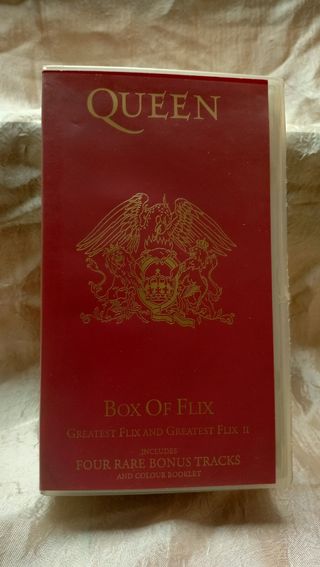 QUEEN
BOX OF FLIX
GREATEST FLIX AND GREATEST FLIX II
INCLUDES
FOUR RARE BONUS TRACKS
AND COLOUR BOOKLET